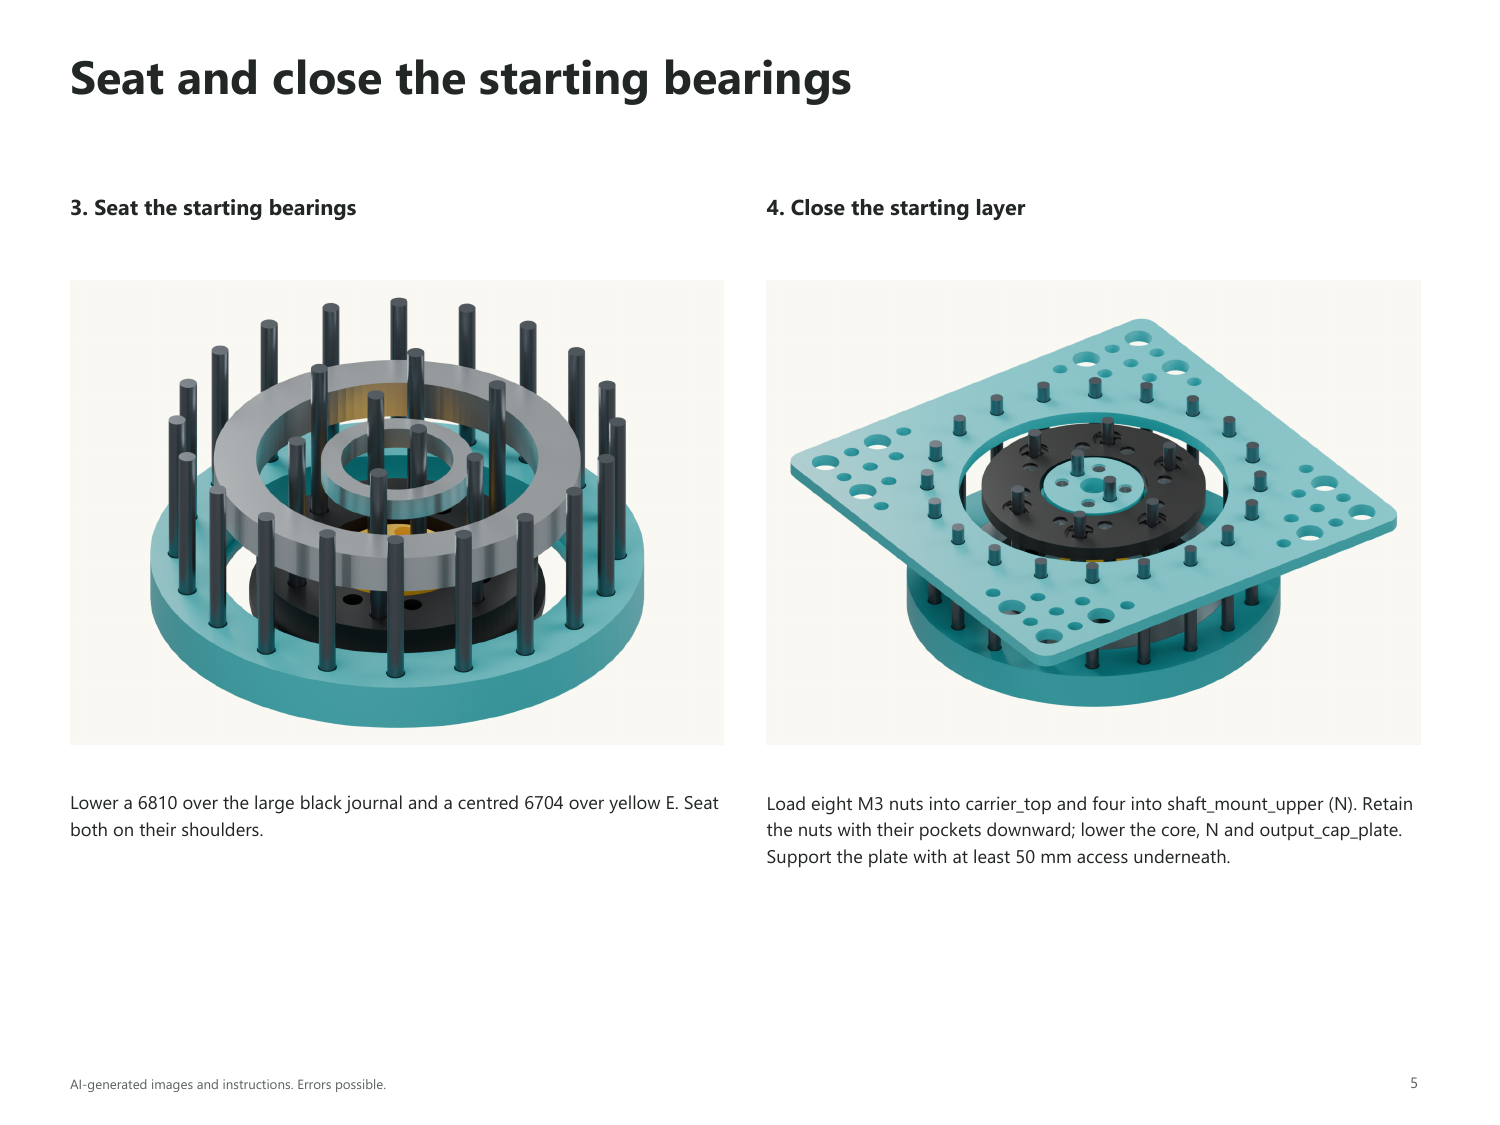 Seat and close the starting bearings
3. Seat the starting bearings
Lower a 6810 over the large black journal and a centred 6704 over yellow E. Seat
both on their shoulders.
4. Close the starting layer
Load eight M3 nuts into carrier_top and four into shaft_mount_upper (N). Retain
the nuts with their pockets downward; lower the core, N and output_cap_plate.
Support the plate with at least 50 mm access underneath.
AI-generated images and instructions. Errors possible.
5